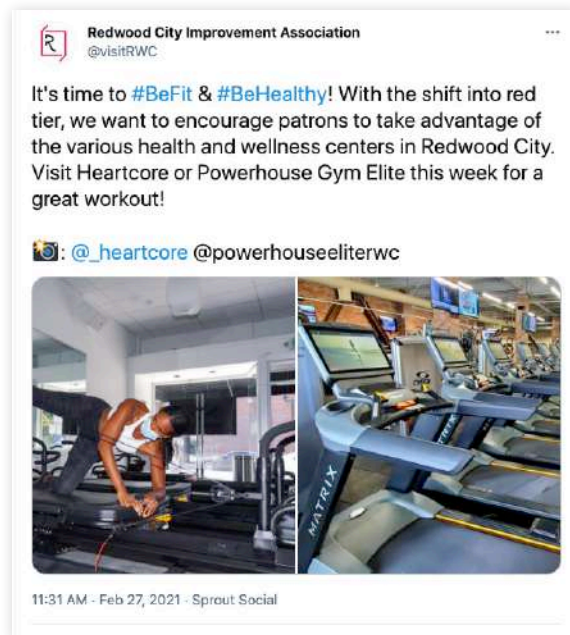 Redwood City Improvement Association
@visitRWC
It's time to #BeFit & #BeHealthy! With the shift into red
tier, we want to encourage patrons to take advantage of
the various health and wellness centers in Redwood City.
Visit Heartcore or Powerhouse Gym Elite this week for a
great workout!
: @_heartcore @powerhouseeliterwc
MATRIX
11:31 AM - Feb 27, 2021 - Sprout Social